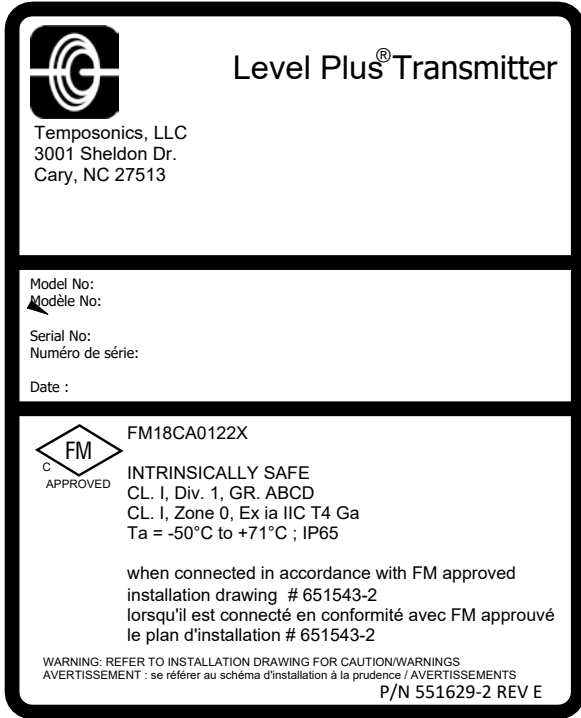 Level Plus® Transmitter
Temposonics, LLC
3001 Sheldon Dr.
Cary, NC 27513
Model No:
Modèle No:
Serial No:
Numéro de série:
Date :
FM
C
APPROVED
FM18CA0122X
INTRINSICALLY SAFE
CL. I, Div. 1, GR. ABCD
CL. I, Zone 0, Ex ia IIC T4 Ga
Ta = -50°C to +71°C ; IP65
when connected in accordance with FM approved
installation drawing # 651543-2
lorsqu'il est connecté en conformité avec FM approuvé
le plan d'installation # 651543-2
WARNING: REFER TO INSTALLATION DRAWING FOR CAUTION/WARNINGS
AVERTISSEMENT : se référer au schéma d'installation à la prudence / AVERTISSEMENTS
P/N 551629-2 REV E